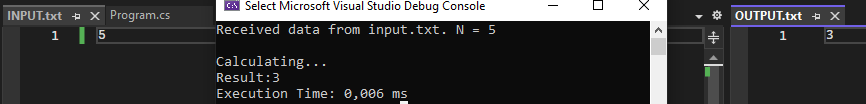 INPUT.txt
Program.cs
Select Microsoft Visual Studio Debug Console
OUTPUT.txt
1 5
Received data from input.txt. N = 5
Calculating...
Result:3
Execution Time: 0,006 ms
1 3